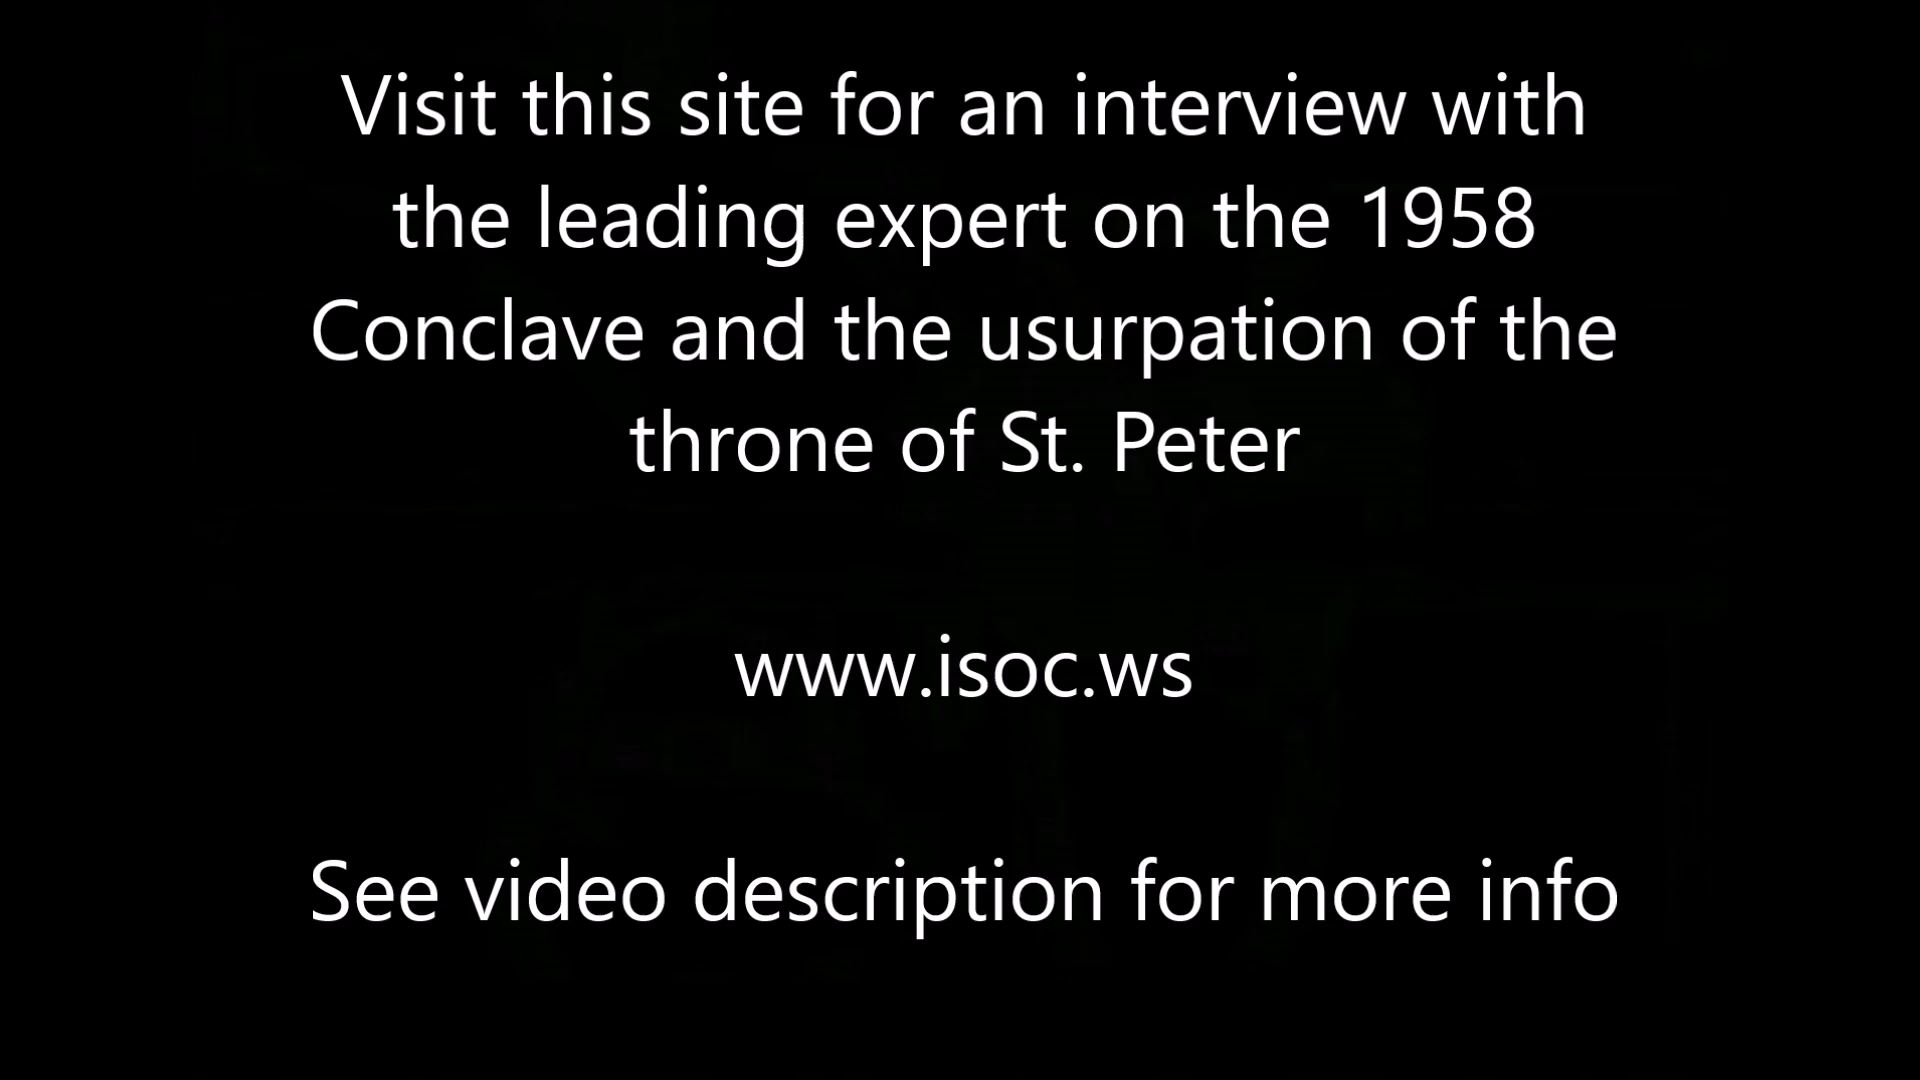 Visit this site for an interview with
the leading expert on the 1958
Conclave and the usurpation of the
throne of St. Peter
www.isoc.ws
See video description for more info